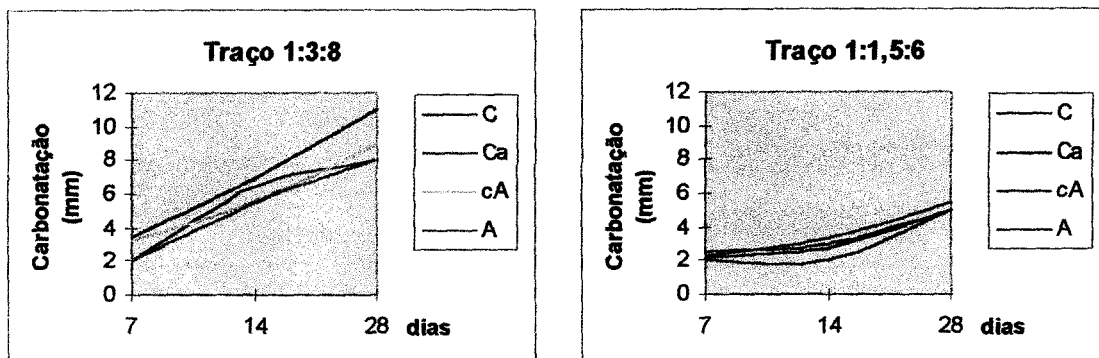 Traço 1:3:8
Carbonatação
(mm)
12
10
8
6
4
2
0
7
14
28
dias
C
Ca
cA
A
Traço 1:1,5:6
Carbonatação
(mm)
12
10
8
6
4
2
0
7
14
28
dias
C
Ca
cA
A